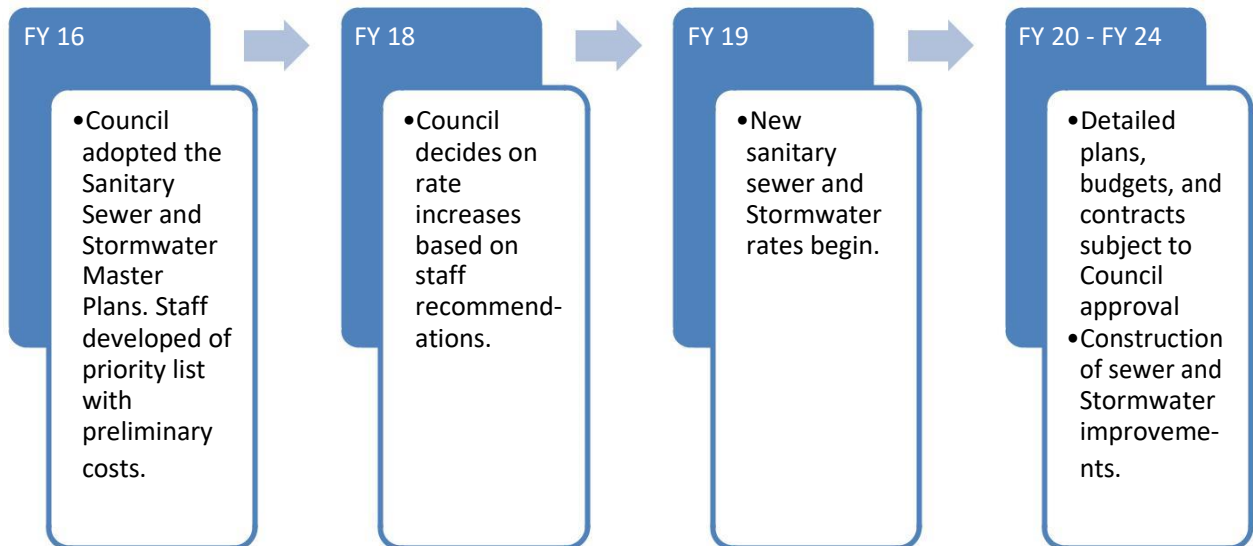 FY 16
•Council
adopted the
Sanitary
Sewer and
Stormwater
Master
Plans. Staff
developed of
priority list
with
preliminary
costs.
FY 18
•Council
decides on
rate
increases
based on
staff
recommend-
ations.
FY 19
•New
sanitary
sewer and
Stormwater
rates begin.
FY 20 - FY 24
•Detailed
plans,
budgets, and
contracts
subject to
Council
approval
•Construction
of sewer and
Stormwater
improveme-
nts.